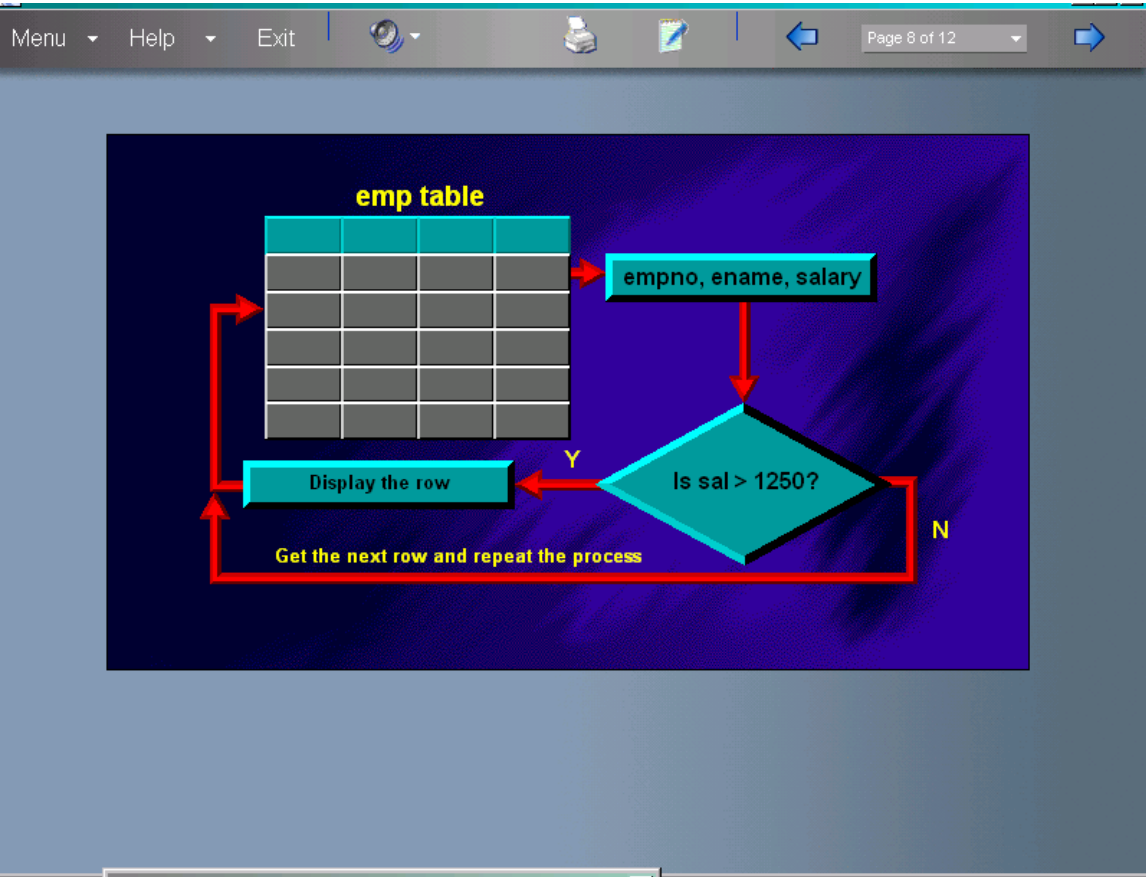 Menu Help Exit Page 8 of 12
emp table
empno, ename, salary
Y
Display the row
Is sal > 1250?
N
Get the next row and repeat the process